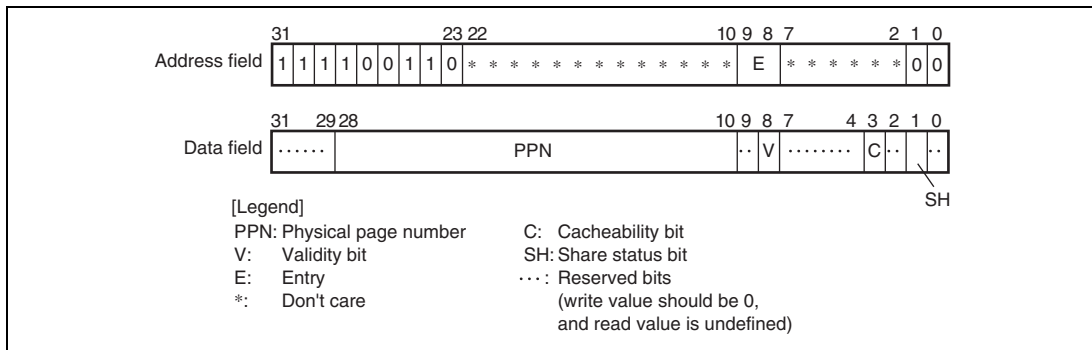 31 23 22 10 9 8 7 2 1 0
Address field 1 1 1 1 0 0 1 1 0 * * * * * * * * * * * * * E * * * * * * 0 0
31 29 28 10 9 8 7 4 3 2 1 0
Data field ······ PPN ·· V ········ C ·· ··
SH
[Legend]
PPN: Physical page number C: Cacheability bit
V: Validity bit SH: Share status bit
E: Entry ···: Reserved bits
*: Don't care (write value should be 0,
and read value is undefined)